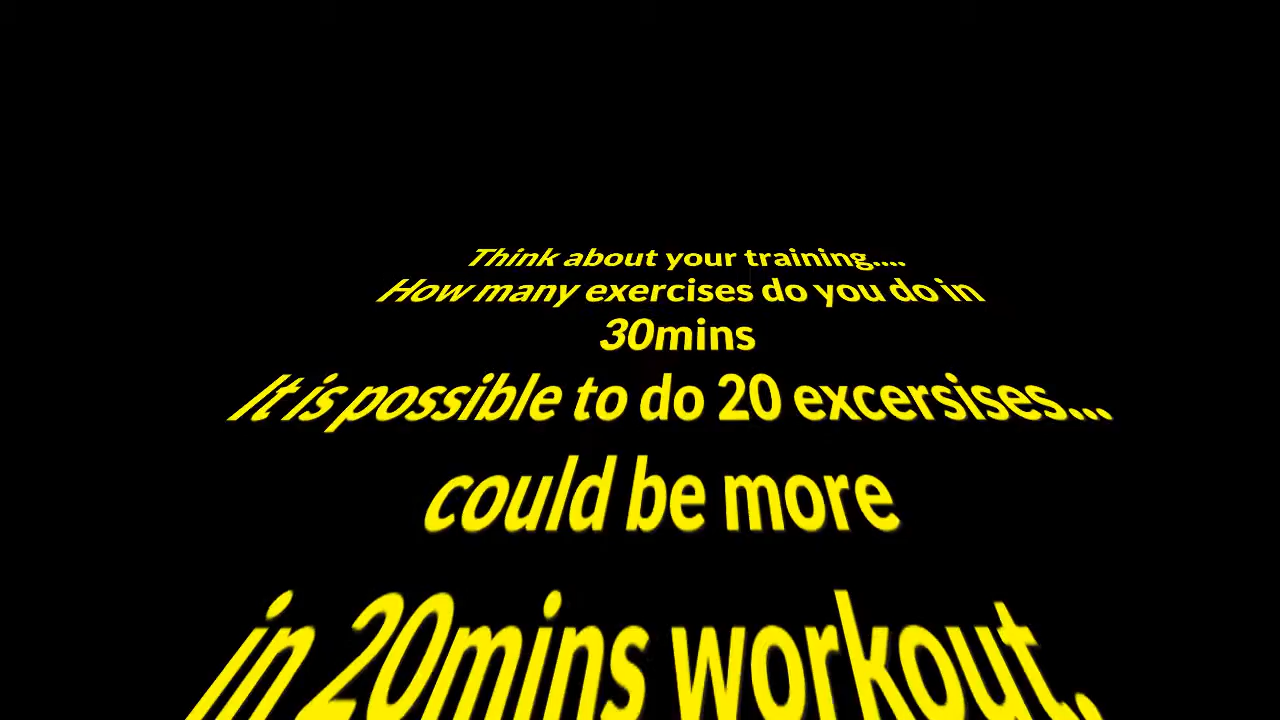 Think about your training....
How many exercises do you do in
30mins
It is possible to do 20 excersises...
could be more
in 20mins workout.